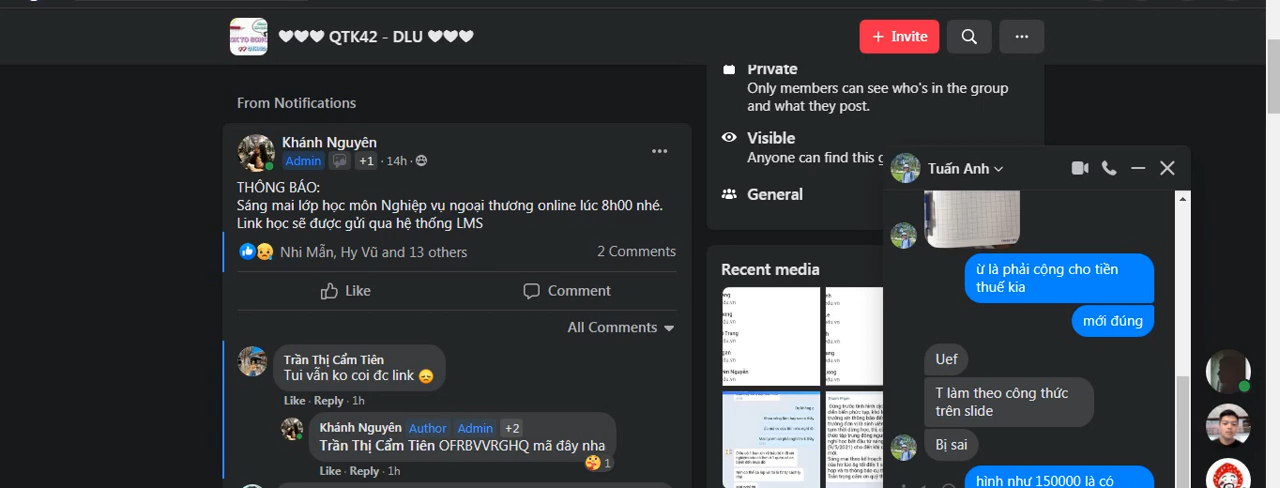 ♥♥♥ QTK42 - DLU ♥♥♥
+ Invite
From Notifications
Khánh Nguyên
Admin +1 · 14h
THÔNG BÁO:
Sáng mai lớp học môn Nghiệp vụ ngoại thương online lúc 8h00 nhé.
Link học sẽ được gửi qua hệ thống LMS
Nhi Mẫn, Hy Vũ and 13 others
2 Comments
Like
Comment
All Comments
Trần Thị Cẩm Tiên
Tui vẫn ko coi đc link 😔
Like · Reply · 1h
Khánh Nguyên Author Admin +2
Trần Thị Cẩm Tiên OFRBVVRGHQ mã đây nha
1
Like · Reply · 1h
Private
Only members can see who's in the group
and what they post.
Visible
Anyone can find this
General
Recent media
Tuấn Anh
ừ là phải cộng cho tiền
thuế kia
mới đúng
Uef
T làm theo công thức
trên slide
Bị sai
hình như 150000 là có